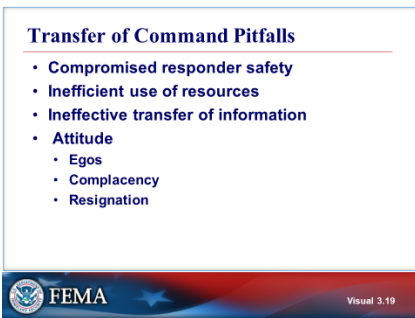 Transfer of Command Pitfalls
• Compromised responder safety
• Inefficient use of resources
• Ineffective transfer of information
• Attitude
• Egos
• Complacency
• Resignation
FEMA
Visual 3.19